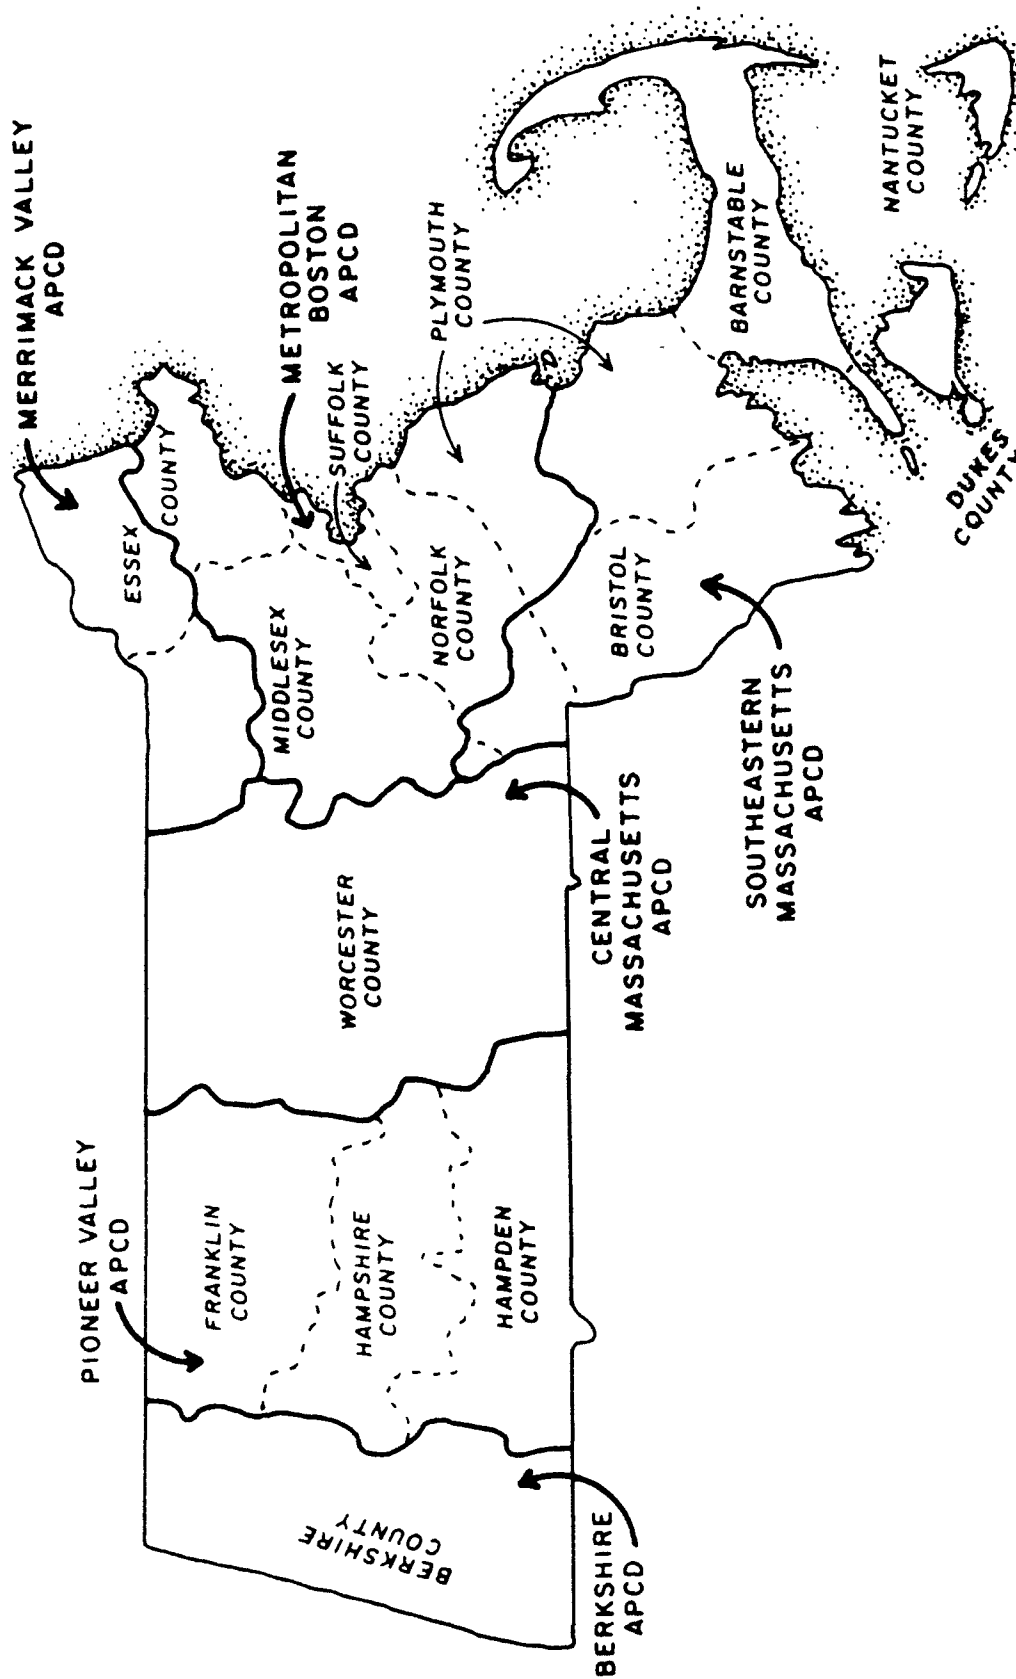 MERRIMACK VALLEY
APCD
METROPOLITAN
BOSTON
APCD
SUFFOLK
COUNTY
PLYMOUTH
COUNTY
ESSEX
COUNTY
MIDDLESEX
COUNTY
NORFOLK
COUNTY
BRISTOL
COUNTY
BARNSTABLE
COUNTY
NANTUCKET
COUNTY
DUKES
COUNTY
SOUTHEASTERN
MASSACHUSETTS
APCD
CENTRAL
MASSACHUSETTS
APCD
WORCESTER
COUNTY
PIONEER VALLEY
APCD
FRANKLIN
COUNTY
HAMPSHIRE
COUNTY
HAMPDEN
COUNTY
BERKSHIRE
COUNTY
BERKSHIRE
APCD